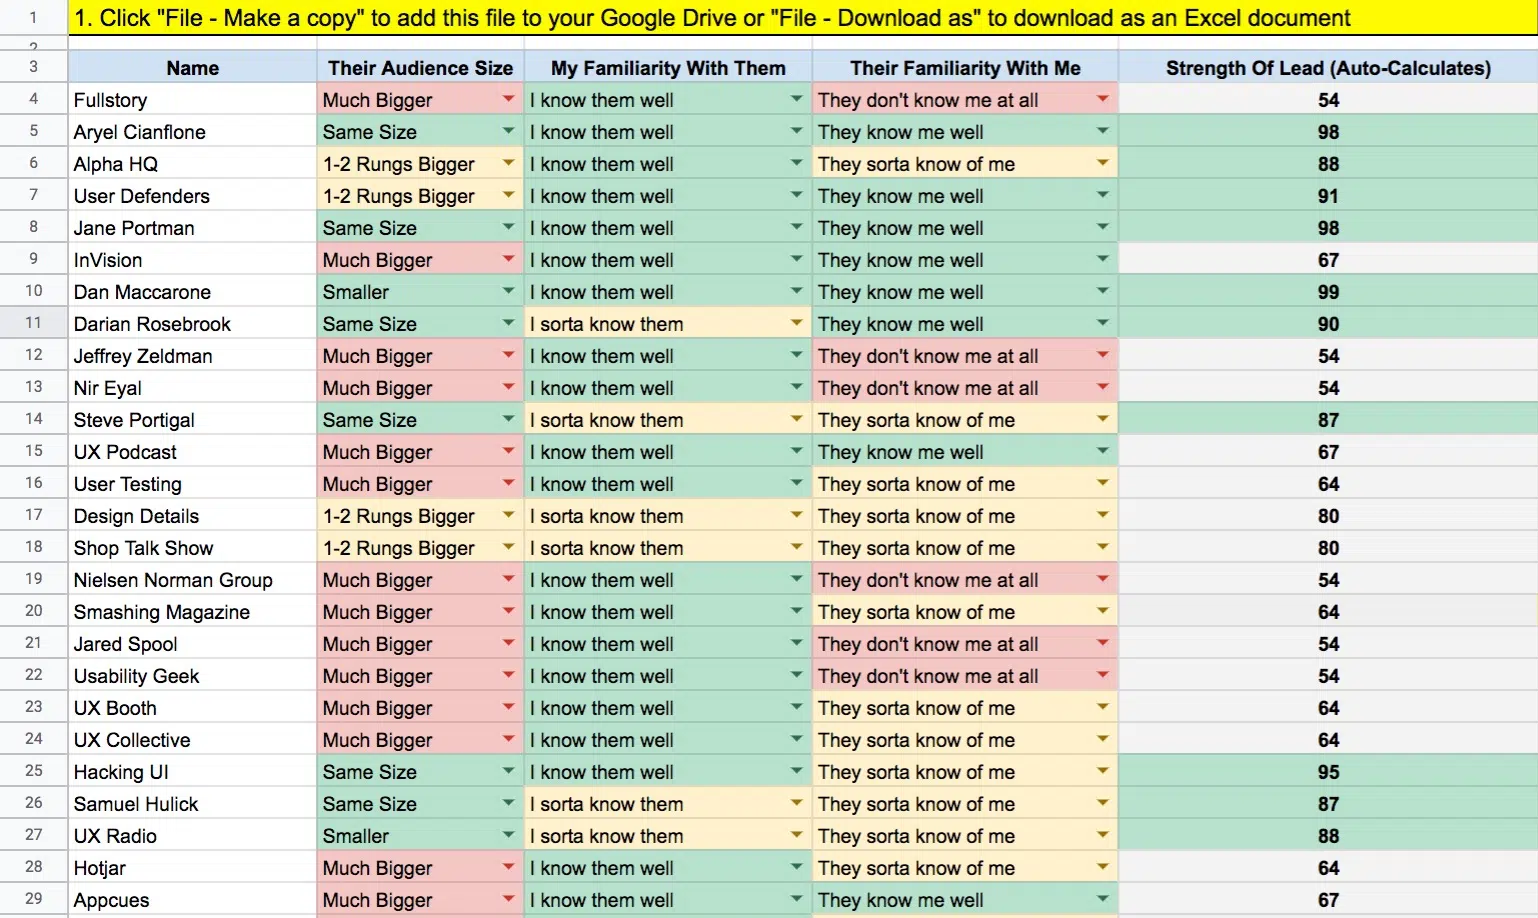 1 1. Click "File - Make a copy" to add this file to your Google Drive or "File - Download as" to download as an Excel document
2
3 Name Their Audience Size My Familiarity With Them Their Familiarity With Me Strength Of Lead (Auto-Calculates)
4 Fullstory Much Bigger I know them well They don't know me at all 54
5 Aryel Cianflone Same Size I know them well They know me well 98
6 Alpha HQ 1-2 Rungs Bigger I know them well They sorta know of me 88
7 User Defenders 1-2 Rungs Bigger I know them well They know me well 91
8 Jane Portman Same Size I know them well They know me well 98
9 InVision Much Bigger I know them well They know me well 67
10 Dan Maccarone Smaller I know them well They know me well 99
11 Darian Rosebrook Same Size I sorta know them They know me well 90
12 Jeffrey Zeldman Much Bigger I know them well They don't know me at all 54
13 Nir Eyal Much Bigger I know them well They don't know me at all 54
14 Steve Portigal Same Size I sorta know them They sorta know of me 87
15 UX Podcast Much Bigger I know them well They know me well 67
16 User Testing Much Bigger I know them well They sorta know of me 64
17 Design Details 1-2 Rungs Bigger I sorta know them They sorta know of me 80
18 Shop Talk Show 1-2 Rungs Bigger I sorta know them They sorta know of me 80
19 Nielsen Norman Group Much Bigger I know them well They don't know me at all 54
20 Smashing Magazine Much Bigger I know them well They sorta know of me 64
21 Jared Spool Much Bigger I know them well They don't know me at all 54
22 Usability Geek Much Bigger I know them well They don't know me at all 54
23 UX Booth Much Bigger I know them well They sorta know of me 64
24 UX Collective Much Bigger I know them well They sorta know of me 64
25 Hacking UI Same Size I know them well They sorta know of me 95
26 Samuel Hulick Same Size I sorta know them They sorta know of me 87
27 UX Radio Smaller I sorta know them They sorta know of me 88
28 Hotjar Much Bigger I know them well They sorta know of me 64
29 Appcues Much Bigger I know them well They know me well 67